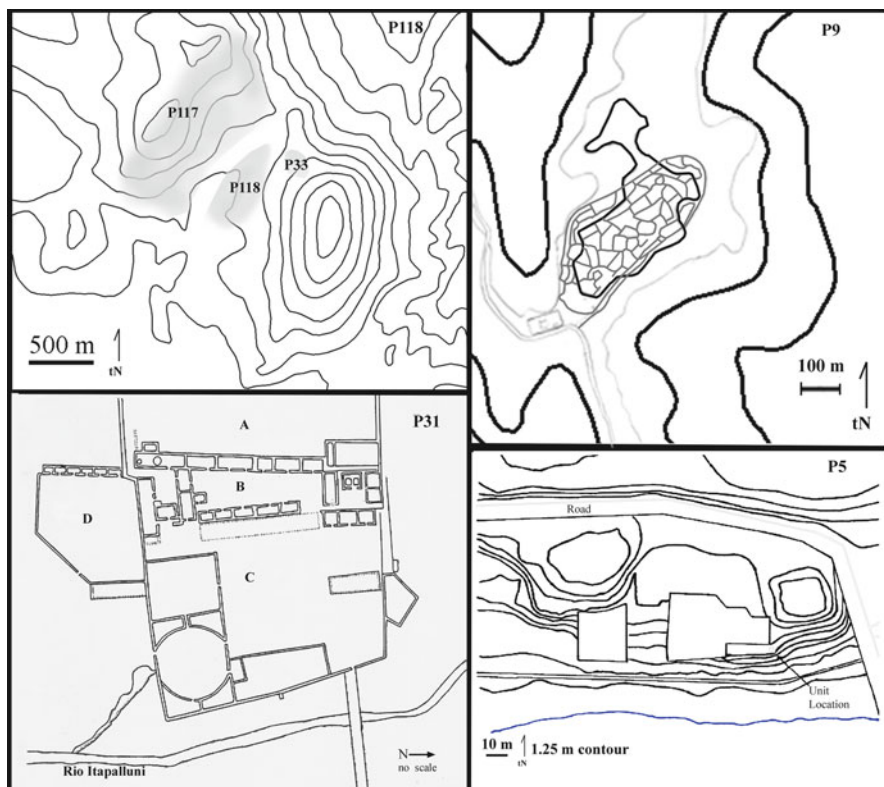 P118
P117
P33
P118
500 m
tN
P9
100 m
tN
P31
A
B
D
C
N
no scale
Rio Itapalluni
P5
Road
Unit
Location
10 m
tN
1.25 m contour